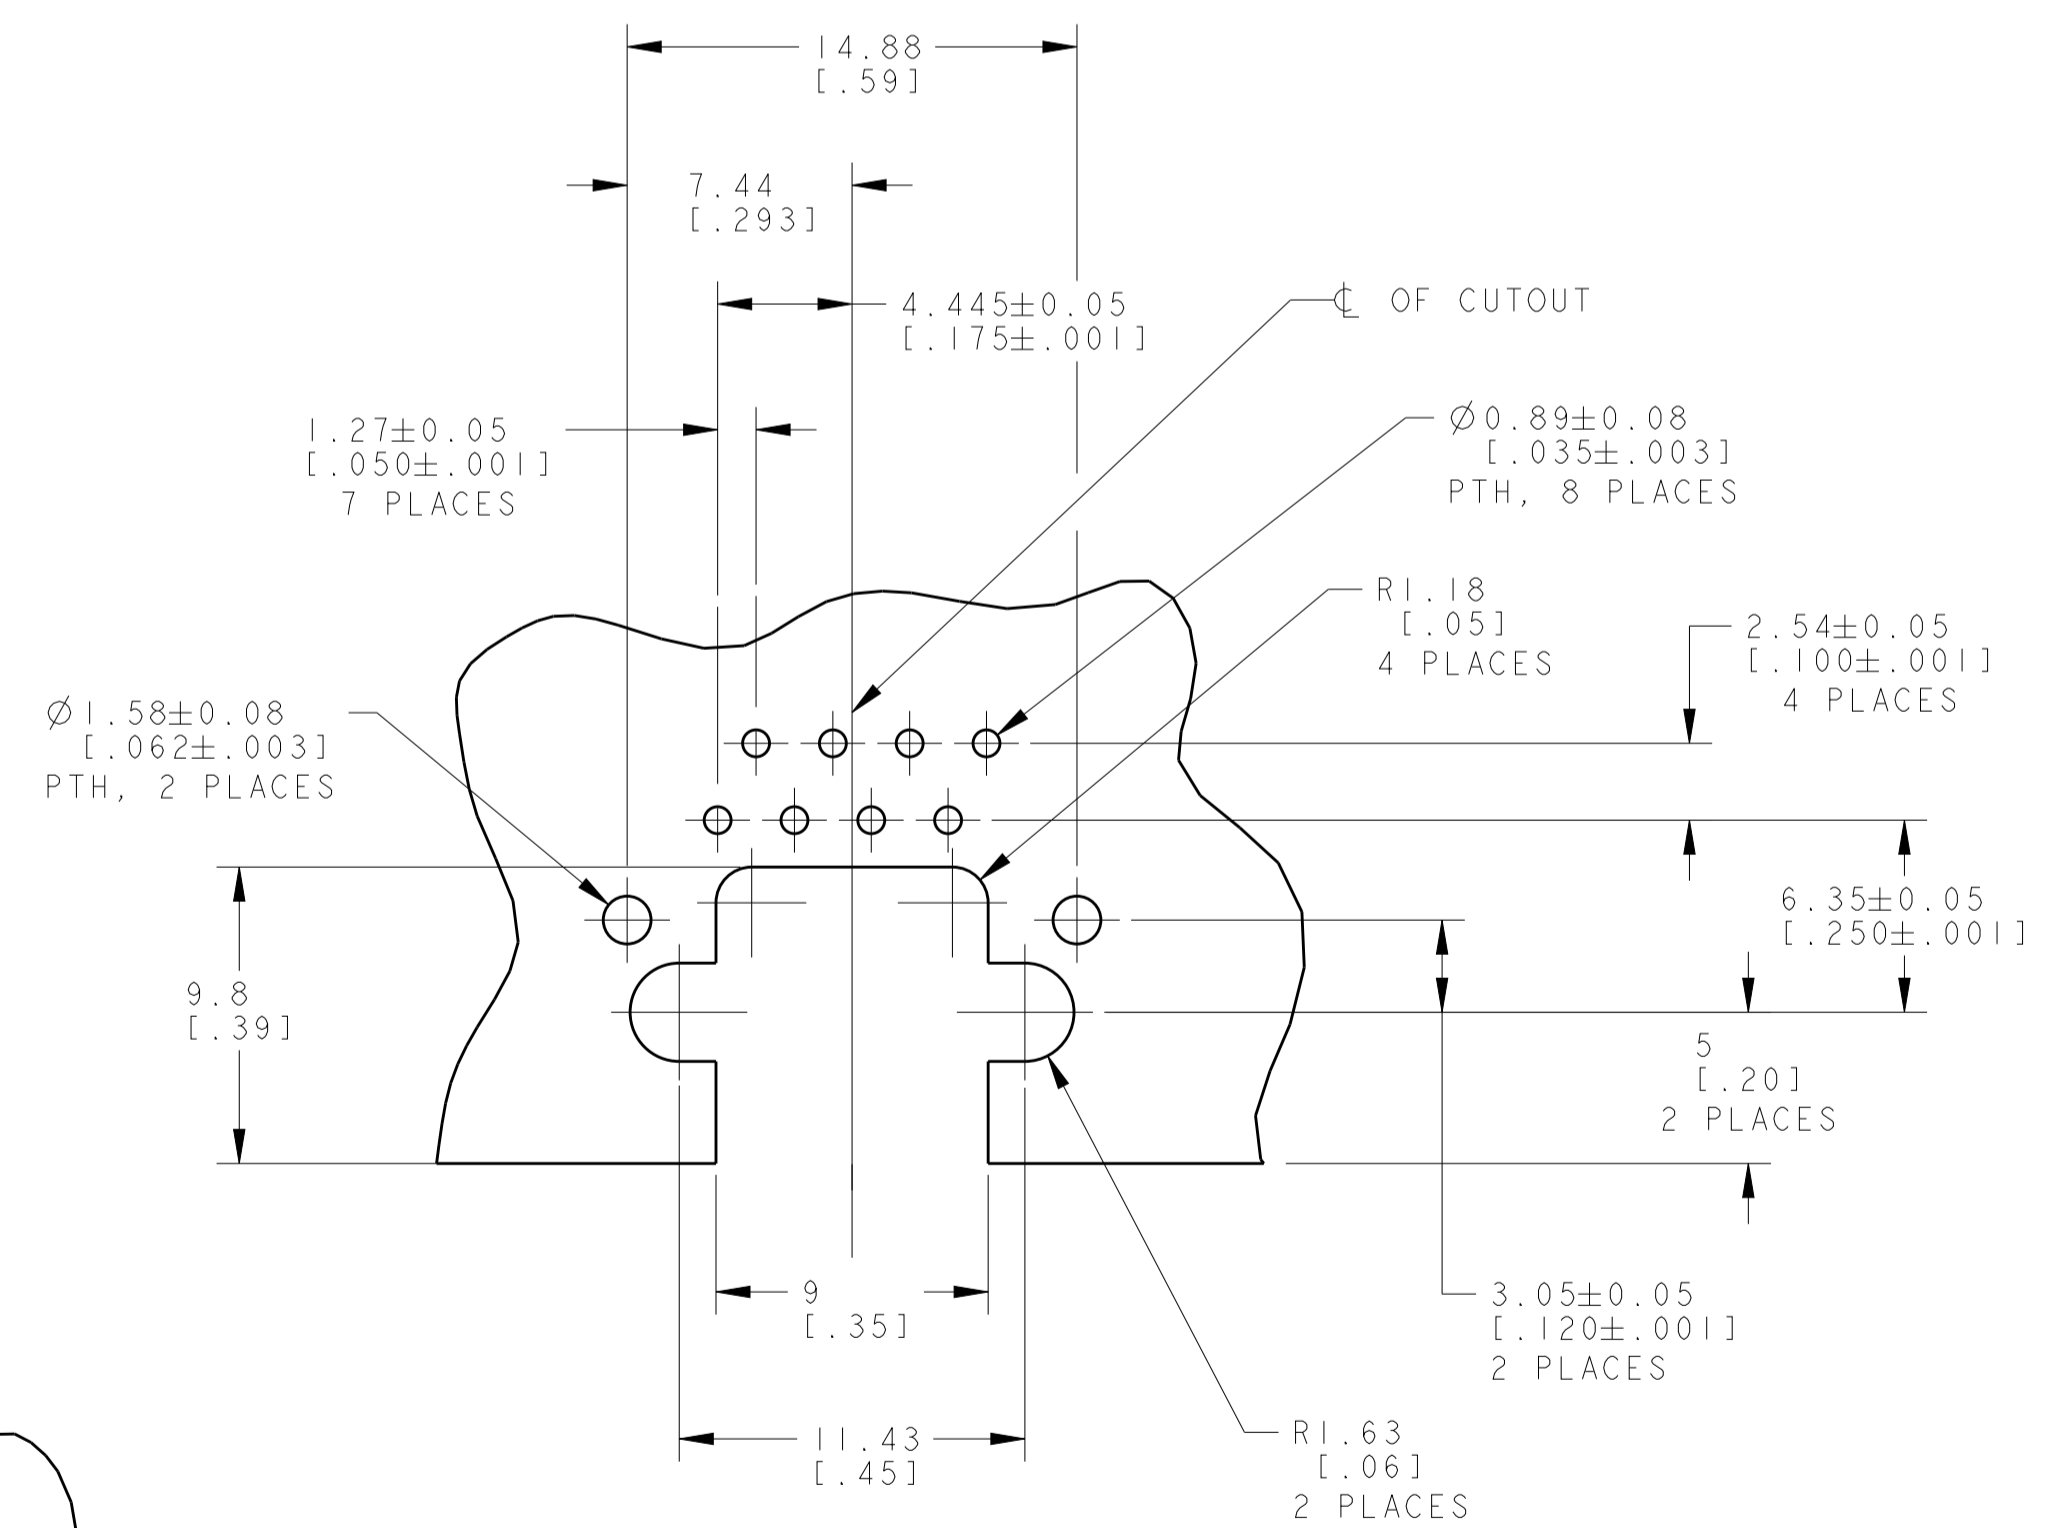 14.88
[.59]
7.44
[.293]
4.445±0.05
[.175±.001]
℄ OF CUTOUT
1.27±0.05
[.050±.001]
7 PLACES
⌀0.89±0.08
[.035±.003]
PTH, 8 PLACES
R1.18
[.05]
4 PLACES
2.54±0.05
[.100±.001]
4 PLACES
⌀1.58±0.08
[.062±.003]
PTH, 2 PLACES
6.35±0.05
[.250±.001]
9.8
[.39]
5
[.20]
2 PLACES
9
[.35]
3.05±0.05
[.120±.001]
2 PLACES
11.43
[.45]
R1.63
[.06]
2 PLACES